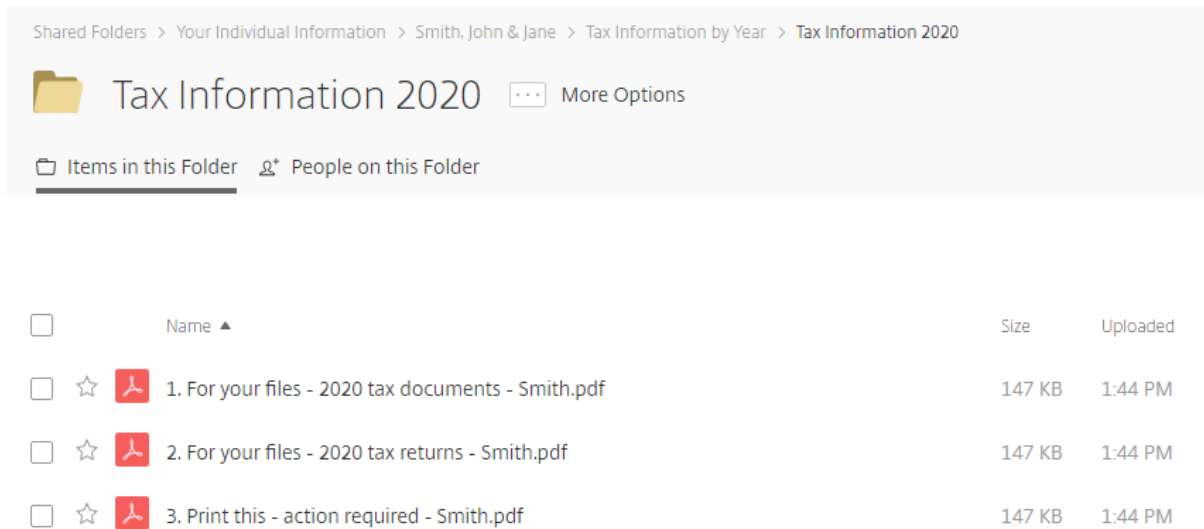 Shared Folders > Your Individual Information > Smith, John & Jane > Tax Information by Year > Tax Information 2020
Tax Information 2020 ··· More Options
Items in this Folder People on this Folder
Name ▲ Size Uploaded
1. For your files - 2020 tax documents - Smith.pdf 147 KB 1:44 PM
2. For your files - 2020 tax returns - Smith.pdf 147 KB 1:44 PM
3. Print this - action required - Smith.pdf 147 KB 1:44 PM